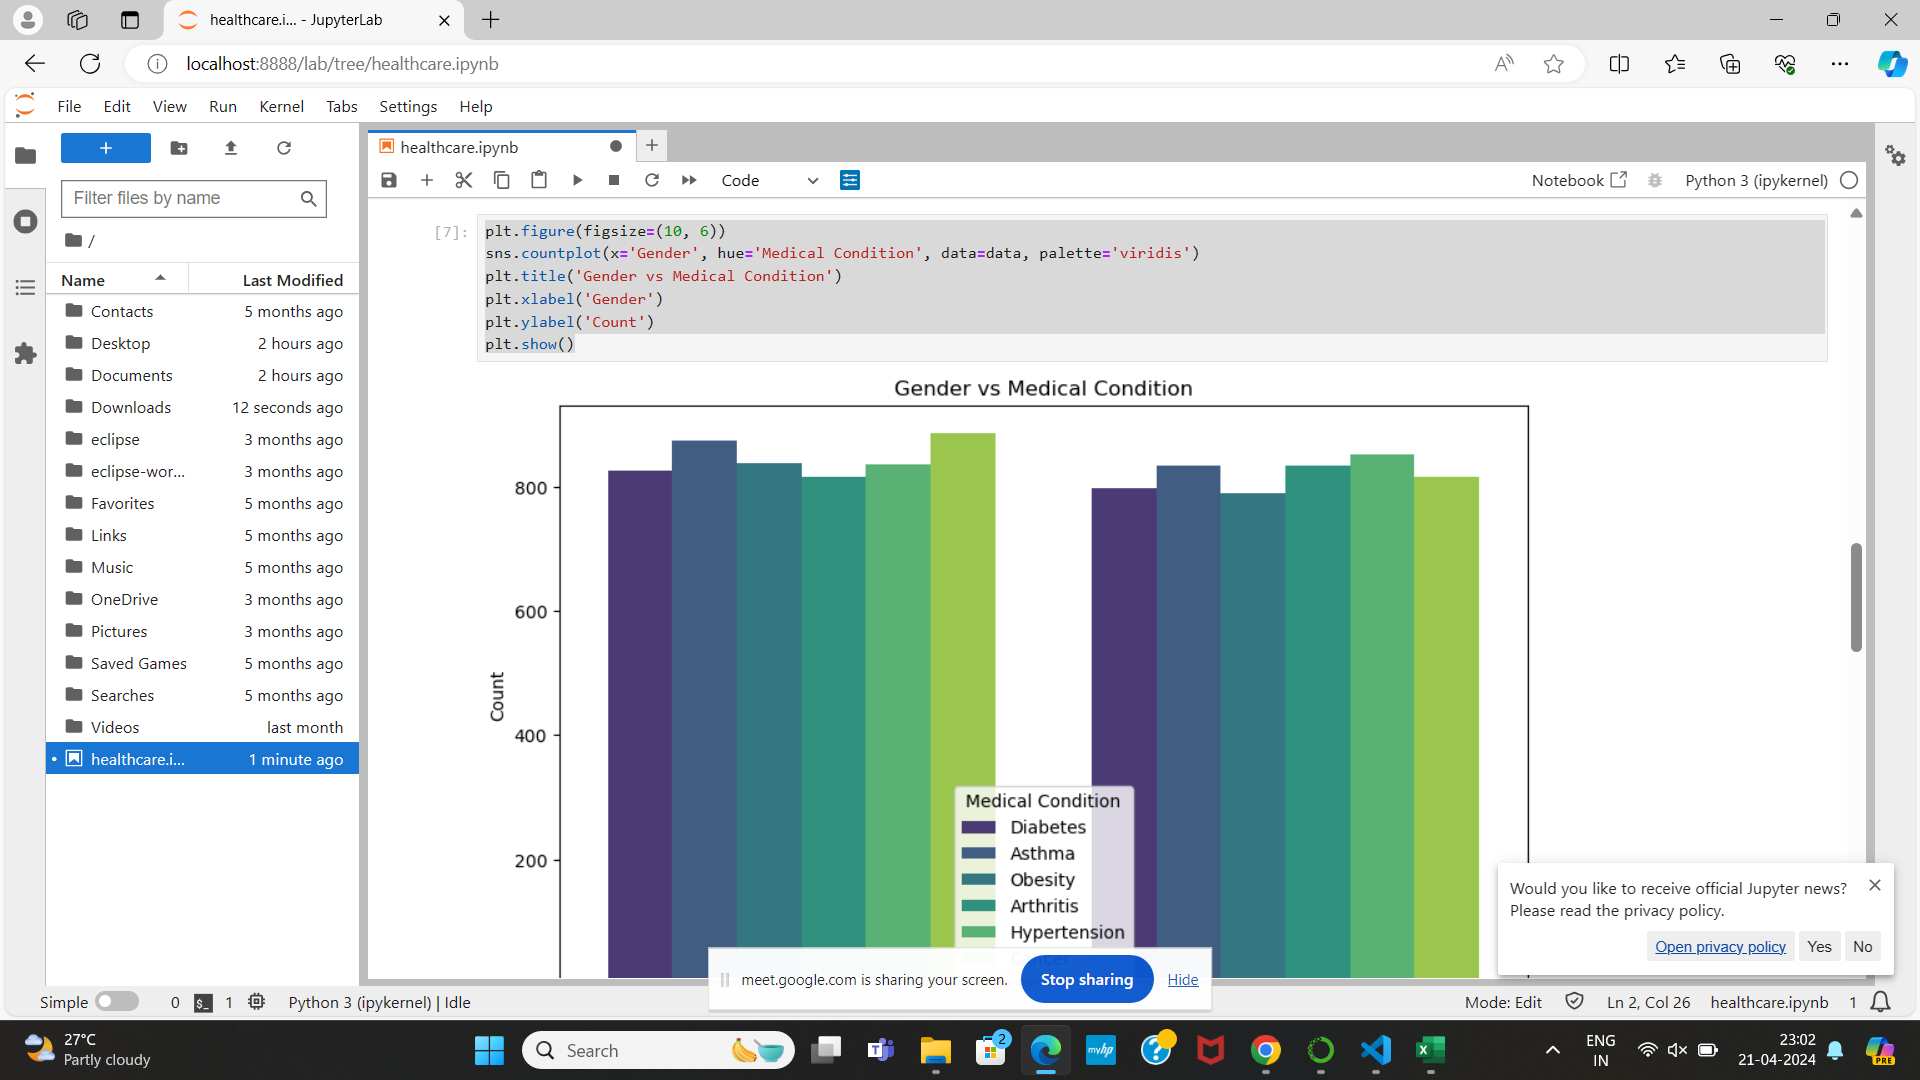 healthcare.i... - JupyterLab
localhost:8888/lab/tree/healthcare.ipynb
File Edit View Run Kernel Tabs Settings Help
healthcare.ipynb
Filter files by name
Code
Notebook
Python 3 (ipykernel)
/
Name Last Modified
Contacts 5 months ago
Desktop 2 hours ago
Documents 2 hours ago
Downloads 12 seconds ago
eclipse 3 months ago
eclipse-wor... 3 months ago
Favorites 5 months ago
Links 5 months ago
Music 5 months ago
OneDrive 3 months ago
Pictures 3 months ago
Saved Games 5 months ago
Searches 5 months ago
Videos last month
healthcare.i... 1 minute ago
[7]:
plt.figure(figsize=(10, 6))
sns.countplot(x='Gender', hue='Medical Condition', data=data, palette='viridis')
plt.title('Gender vs Medical Condition')
plt.xlabel('Gender')
plt.ylabel('Count')
plt.show()
Gender vs Medical Condition
800
600
400
200
Count
Medical Condition
Diabetes
Asthma
Obesity
Arthritis
Hypertension
Would you like to receive official Jupyter news?
Please read the privacy policy.
Open privacy policy Yes No
meet.google.com is sharing your screen. Stop sharing Hide
Simple 0 1 Python 3 (ipykernel) | Idle
Mode: Edit Ln 2, Col 26 healthcare.ipynb 1
27°C
Partly cloudy
Search
2
myhp
ENG
IN
23:02
21-04-2024
PRE